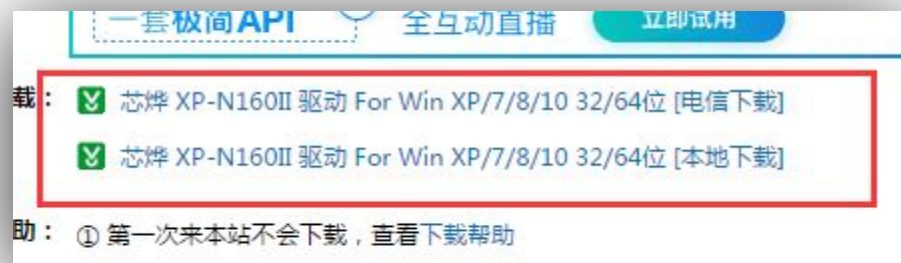 一套极简API 全互动直播 立即试用
载： 芯烨 XP-N160II 驱动 For Win XP/7/8/10 32/64位 [电信下载]
芯烨 XP-N160II 驱动 For Win XP/7/8/10 32/64位 [本地下载]
助： ① 第一次来本站不会下载，查看下载帮助